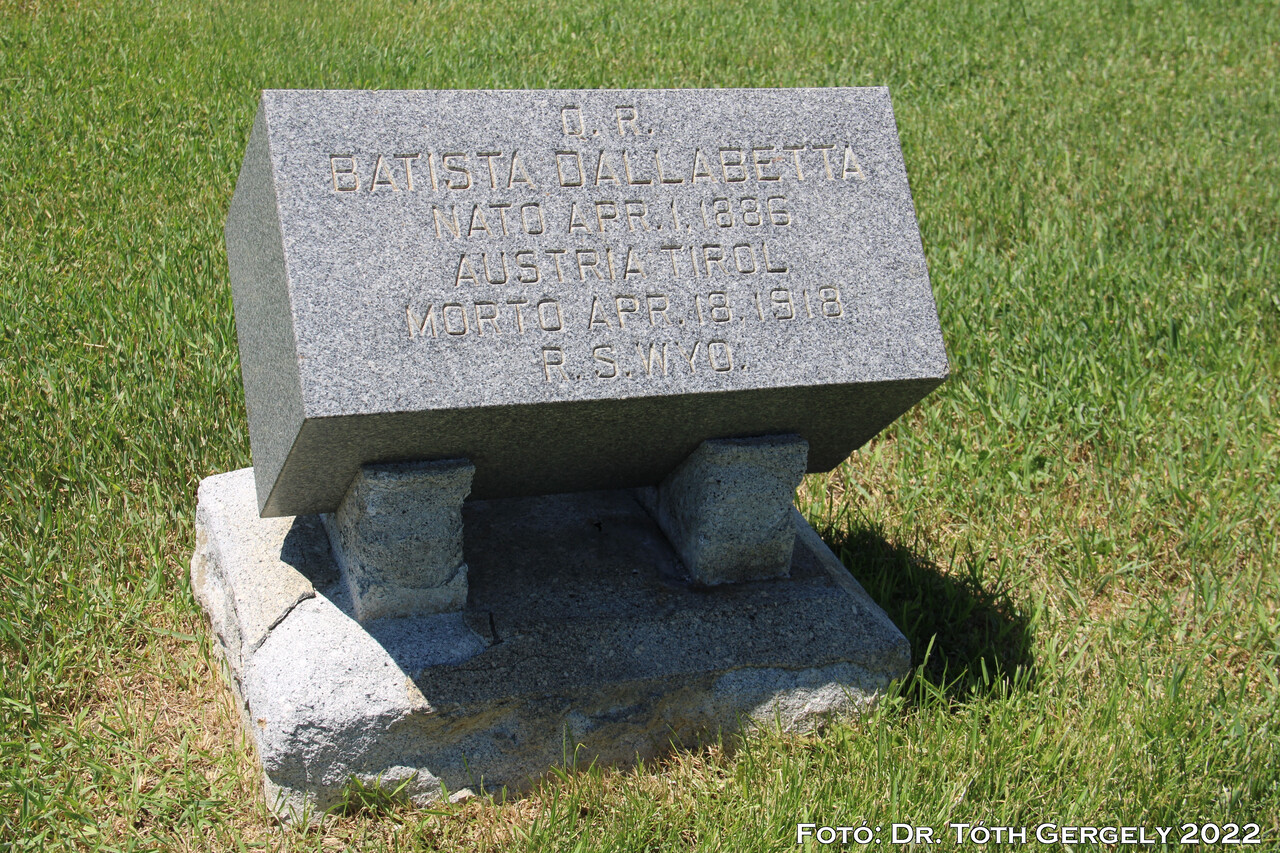 Q. R.
BATISTA DALLABETTA
NATO APR. 1, 1886
AUSTRIA TIROL
MORTO APR. 18, 1918
R. S. WYO.
FOTÓ: DR. TÓTH GERGELY 2022